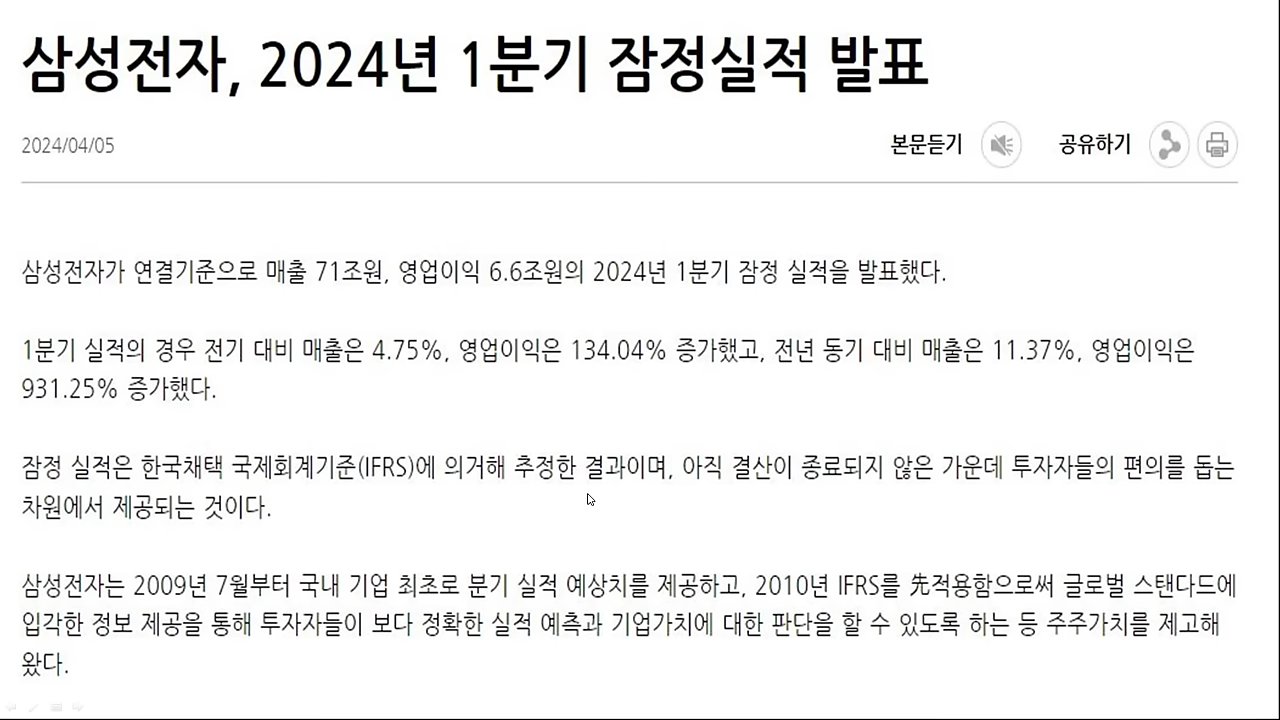 삼성전자, 2024년 1분기 잠정실적 발표
2024/04/05
본문듣기
공유하기
삼성전자가 연결기준으로 매출 71조원, 영업이익 6.6조원의 2024년 1분기 잠정 실적을 발표했다.
1분기 실적의 경우 전기 대비 매출은 4.75%, 영업이익은 134.04% 증가했고, 전년 동기 대비 매출은 11.37%, 영업이익은
931.25% 증가했다.
잠정 실적은 한국채택 국제회계기준(IFRS)에 의거해 추정한 결과이며, 아직 결산이 종료되지 않은 가운데 투자자들의 편의를 돕는
차원에서 제공되는 것이다.
삼성전자는 2009년 7월부터 국내 기업 최초로 분기 실적 예상치를 제공하고, 2010년 IFRS를 先적용함으로써 글로벌 스탠다드에
입각한 정보 제공을 통해 투자자들이 보다 정확한 실적 예측과 기업가치에 대한 판단을 할 수 있도록 하는 등 주주가치를 제고해
왔다.